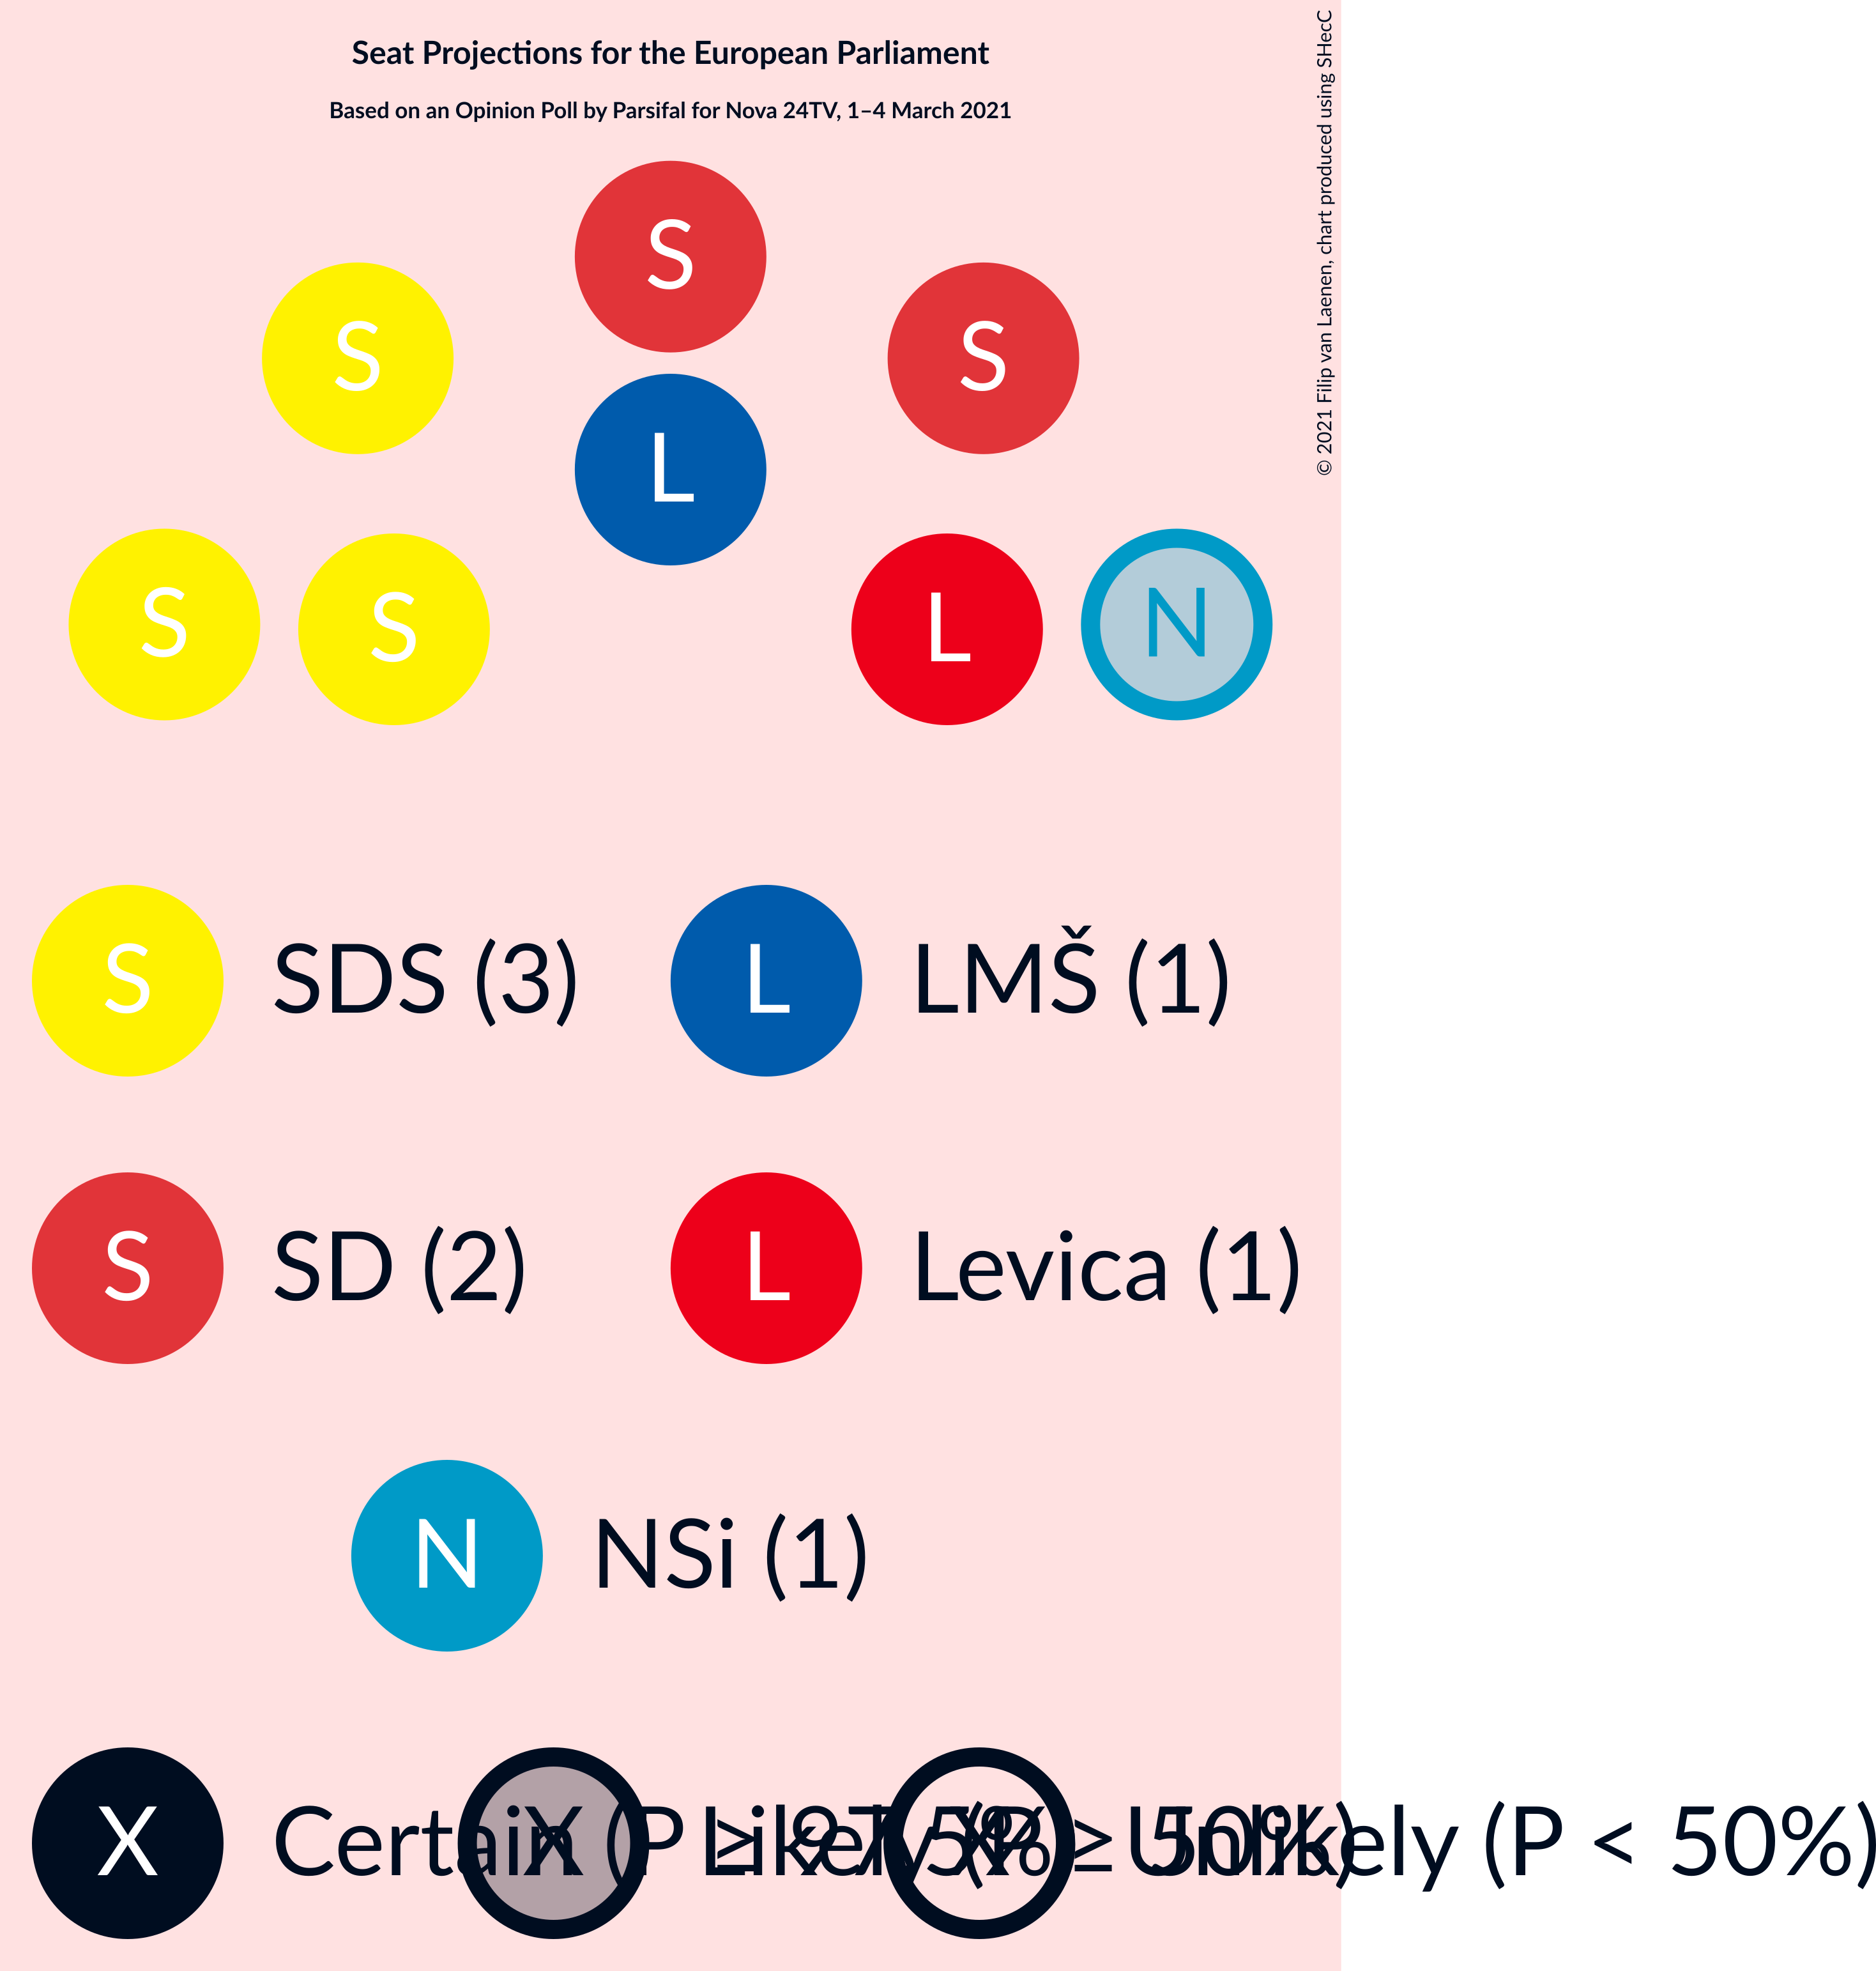 Seat Projections for the European Parliament
Based on an Opinion Poll by Parsifal for Nova 24TV, 1–4 March 2021
© 2021 Filip van Laenen, chart produced using SHecC
S
S
S
L
S
S
L
N
S SDS (3)
L LMŠ (1)
S SD (2)
L Levica (1)
N NSi (1)
X Certain (P ≥
X Likely (P ≥ 50%)
X Unlikely (P < 50%)